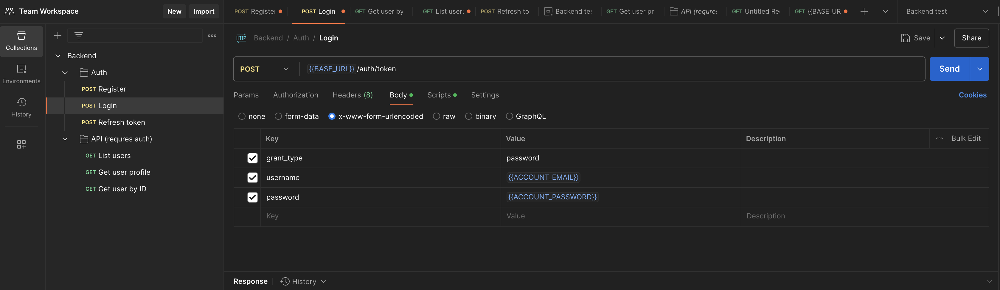 Team Workspace
New
Import
POST Register
POST Login
GET Get user by
GET List users
POST Refresh to
Backend tes
GET Get user pr
API (requres
GET Untitled Re
GET {{BASE_UR
Backend test
Collections
Environments
History
Backend
Auth
POST Register
POST Login
POST Refresh token
API (requres auth)
GET List users
GET Get user profile
GET Get user by ID
HTTP Backend / Auth / Login
Save
Share
POST {{BASE_URL}}/auth/token
Send
Params Authorization Headers (8) Body Scripts Settings
Cookies
none form-data x-www-form-urlencoded raw binary GraphQL
Key Value Description Bulk Edit
grant_type password
username {{ACCOUNT_EMAIL}}
password {{ACCOUNT_PASSWORD}}
Key Value Description
Response History